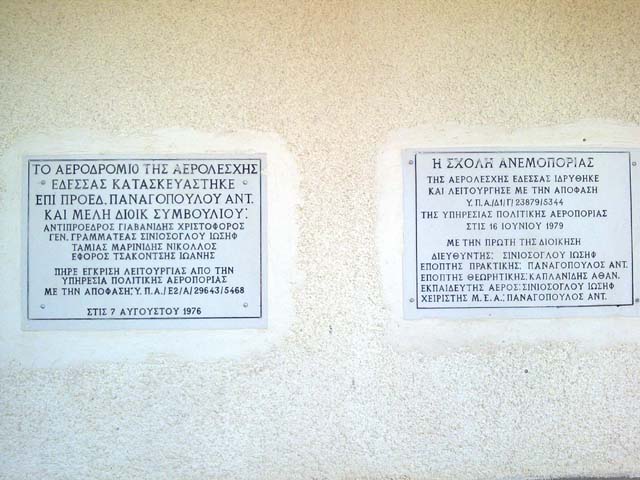 ΤΟ ΑΕΡΟΔΡΟΜΙΟ ΤΗΣ ΑΕΡΟΛΕΣΧΗΣ
ΕΔΕΣΣΑΣ ΚΑΤΑΣΚΕΥΑΣΤΗΚΕ
ΕΠΙ ΠΡΟΕΔ. ΠΑΝΑΓΟΠΟΥΛΟΥ ΑΝΤ.
ΚΑΙ ΜΕΛΗ ΔΙΟΙΚ ΣΥΜΒΟΥΛΙΟΥ:
ΑΝΤΙΠΡΟΕΔΡΟΣ ΓΙΑΒΑΝΙΔΗΣ ΧΡΙΣΤΟΦΟΡΟΣ
ΓΕΝ. ΓΡΑΜΜΑΤΕΑΣ ΣΙΝΙΟΣΟΓΛΟΥ ΙΩΣΗΦ
ΤΑΜΙΑΣ ΜΑΡΙΝΙΔΗΣ ΝΙΚΟΛΛΟΣ
ΕΦΟΡΟΣ ΤΣΑΚΟΝΤΣΗΣ ΙΩΑΝΗΣ
ΠΗΡΕ ΕΓΚΡΙΣΗ ΛΕΙΤΟΥΡΓΙΑΣ ΑΠΟ ΤΗΝ
ΥΠΗΡΕΣΙΑ ΠΟΛΙΤΙΚΗΣ ΑΕΡΟΠΟΡΙΑΣ
ΜΕ ΤΗΝ ΑΠΟΦΑΣΗ: Υ.Π.Α./Ε2/Α/29643/5468
ΣΤΙΣ 7 ΑΥΓΟΥΣΤΟΥ 1976
Η ΣΧΟΛΗ ΑΝΕΜΟΠΟΡΙΑΣ
ΤΗΣ ΑΕΡΟΛΕΣΧΗΣ ΕΔΕΣΣΑΣ ΙΔΡΥΘΗΚΕ
ΚΑΙ ΛΕΙΤΟΥΡΓΗΣΕ ΜΕ ΤΗΝ ΑΠΟΦΑΣΗ
Υ.Π.Α./Δ1/Γ/23879/5344
ΤΗΣ ΥΠΗΡΕΣΙΑΣ ΠΟΛΙΤΙΚΗΣ ΑΕΡΟΠΟΡΙΑΣ
ΣΤΙΣ 16 ΙΟΥΝΙΟΥ 1979
ΜΕ ΤΗΝ ΠΡΩΤΗ ΤΗΣ ΔΙΟΙΚΗΣΗ
ΔΙΕΥΘΥΝΤΗΣ: ΣΙΝΙΟΣΟΓΛΟΥ ΙΩΣΗΦ
ΕΠΟΠΤΗΣ ΠΡΑΚΤΙΚΗΣ: ΠΑΝΑΓΟΠΟΥΛΟΣ ΑΝΤ.
ΕΠΟΠΤΗΣ ΘΕΩΡΗΤΙΚΗΣ: ΚΑΠΛΑΝΙΔΗΣ ΑΘΑΝ.
ΕΚΠΑΙΔΕΥΤΗΣ ΑΕΡΟΣ: ΣΙΝΙΟΣΟΓΛΟΥ ΙΩΣΗΦ
ΧΕΙΡΙΣΤΗΣ Μ.Ε.Α.: ΠΑΝΑΓΟΠΟΥΛΟΣ ΑΝΤ.